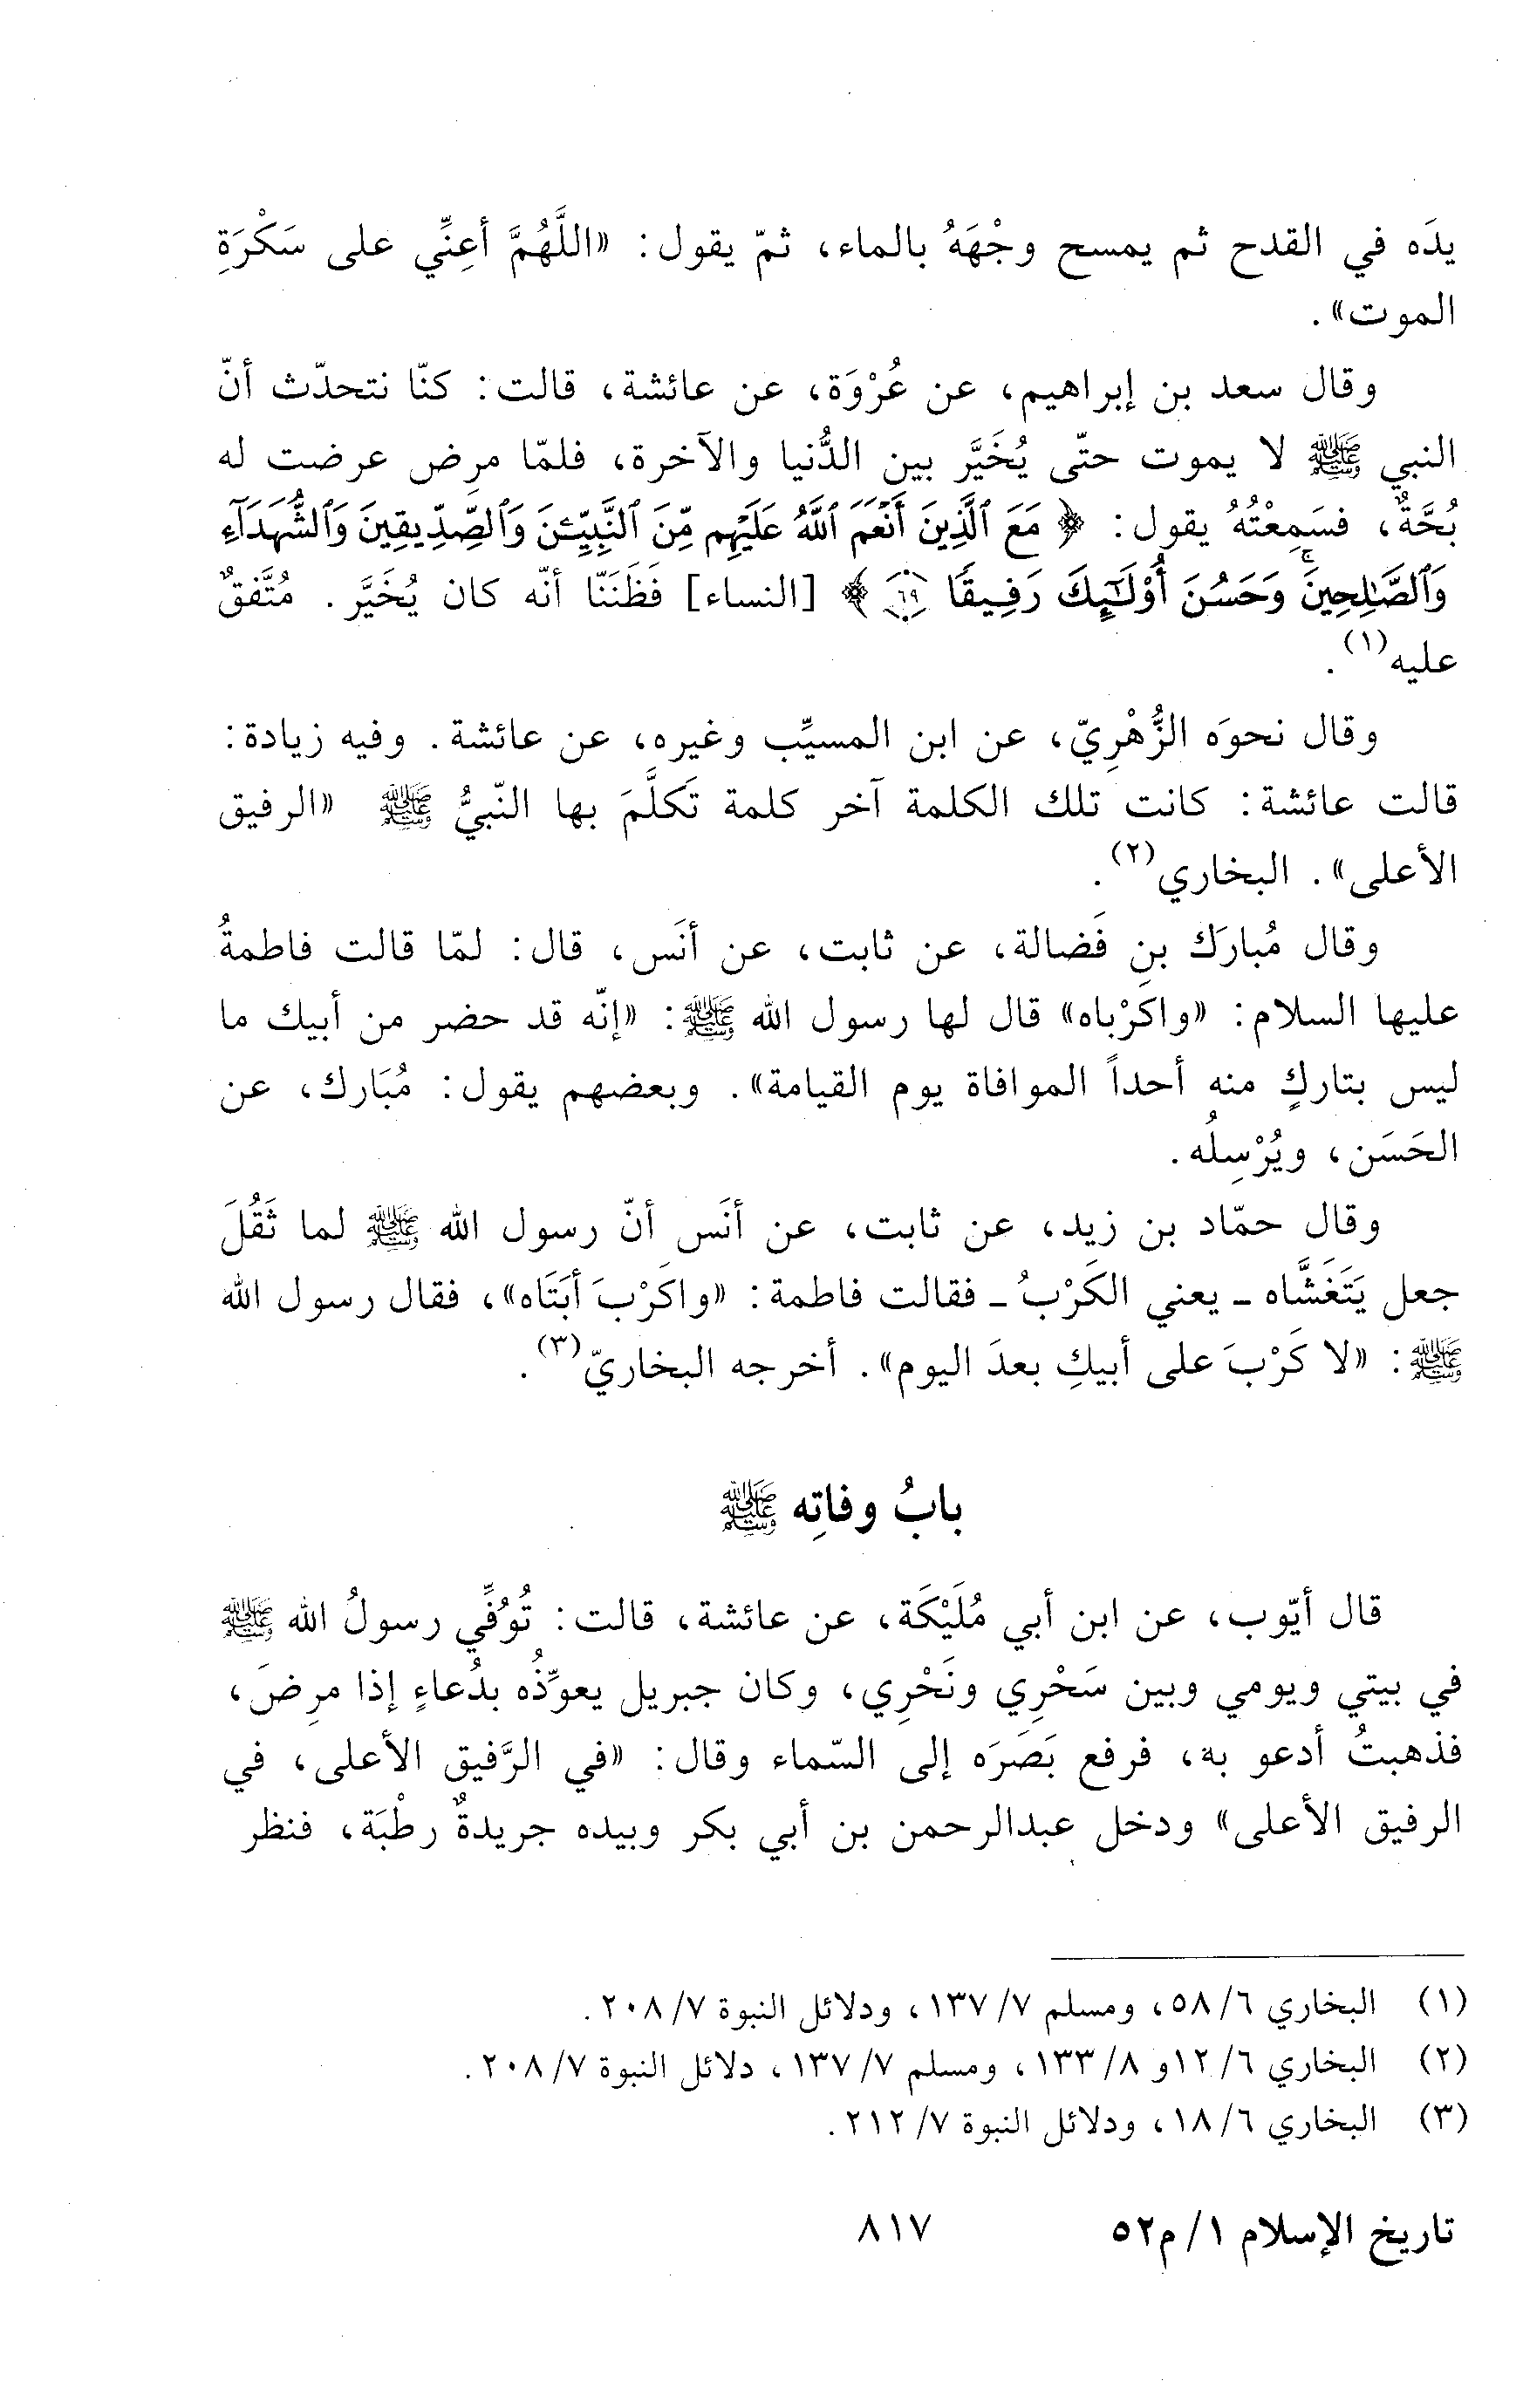 يدَه في القدح ثم يمسح وجْهَهُ بالماء، ثمّ يقول: «اللَّهُمَّ أعِنِّي على سَكْرَةِ
الموت».
وقال سعد بن إبراهيم، عن عُرْوَة، عن عائشة، قالت: كنّا نتحدّث أنّ
النبي ﷺ لا يموت حتّى يُخَيَّر بين الدُّنيا والآخرة، فلمّا مرِض عرضت له
بُحَّةٌ، فسَمِعْتُهُ يقول: ﴿ مَعَ ٱلَّذِينَ أَنْعَمَ ٱللَّهُ عَلَيْهِم مِّنَ ٱلنَّبِيِّـۧنَ وَٱلصِّدِّيقِينَ وَٱلشُّهَدَآءِ
وَٱلصَّٰلِحِينَۚ وَحَسُنَ أُوْلَٰٓئِكَ رَفِيقًا ٦٩ ﴾ [النساء] فَظَنَنّا أنّه كان يُخَيَّر. مُتَّفقٌ
عليه(١).
وقال نحوَه الزُّهْرِيّ، عن ابن المسيِّب وغيره، عن عائشة. وفيه زيادة:
قالت عائشة: كانت تلك الكلمة آخر كلمة تَكلَّمَ بها النّبيُّ ﷺ «الرفيق
الأعلى». البخاري(٢).
وقال مُبارَك بن فَضالة، عن ثابت، عن أنَس، قال: لمّا قالت فاطمةُ
عليها السلام: «واكَرْباه» قال لها رسول الله ﷺ: «إنّه قد حضر من أبيك ما
ليس بتاركٍ منه أحداً الموافاة يوم القيامة». وبعضهم يقول: مُبَارك، عن
الحَسَن، ويُرْسِلُه.
وقال حمّاد بن زيد، عن ثابت، عن أنَس أنّ رسول الله ﷺ لما ثَقُلَ
جعل يَتَغَشَّاه ـ يعني الكَرْبُ ـ فقالت فاطمة: «واكَرْبَ أبَتَاه»، فقال رسول الله
ﷺ: «لا كَرْبَ على أبيكِ بعدَ اليوم». أخرجه البخاريّ(٣).
بابُ وفاتِه ﷺ
قال أيّوب، عن ابن أبي مُلَيْكَة، عن عائشة، قالت: تُوُفِّي رسولُ الله ﷺ
في بيتي ويومي وبين سَحْرِي ونَحْرِي، وكان جبريل يعوِّذُه بدُعاءٍ إذا مرِضَ،
فذهبتُ أدعو به، فرفع بَصَرَه إلى السّماء وقال: «في الرَّفيق الأعلى، في
الرفيق الأعلى» ودخل عبدالرحمن بن أبي بكر وبيده جريدةٌ رطْبَة، فنظر
(١) البخاري ٦/ ٥٨، ومسلم ٧/ ١٣٧، ودلائل النبوة ٧/ ٢٠٨.
(٢) البخاري ٦/ ١٢و ٨/ ١٣٣، ومسلم ٧/ ١٣٧، دلائل النبوة ٧/ ٢٠٨.
(٣) البخاري ٦/ ١٨، ودلائل النبوة ٧/ ٢١٢.
تاريخ الإسلام ١/ م٥٢ ٨١٧